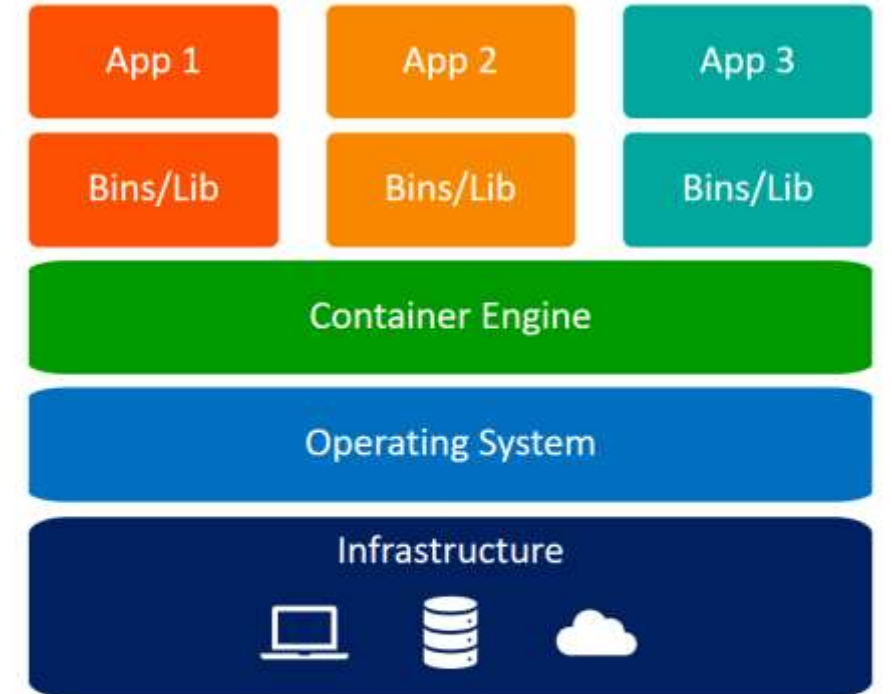 App 1
App 2
App 3
Bins/Lib
Bins/Lib
Bins/Lib
Container Engine
Operating System
Infrastructure